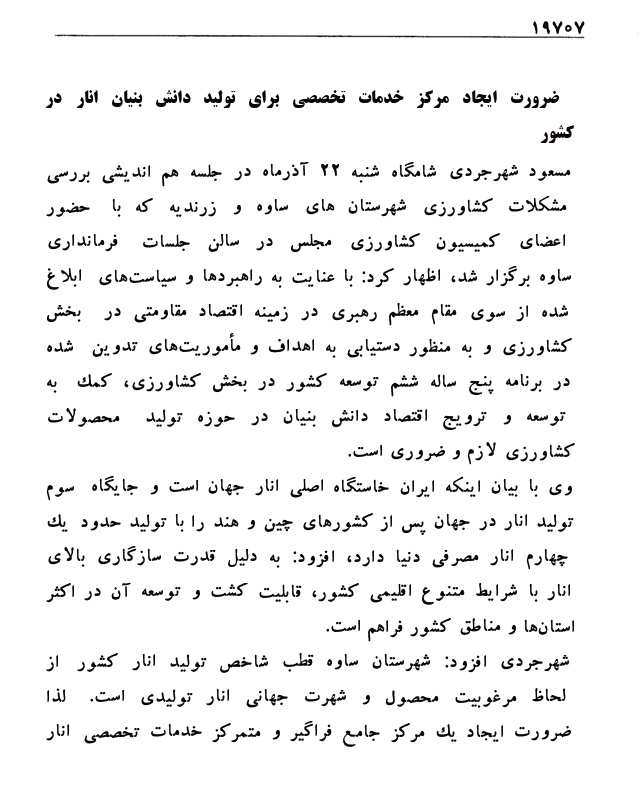 ۱۹۷۰۷
ضرورت ایجاد مرکز خدمات تخصصی برای تولید دانش بنیان انار در
کشور
مسعود شهرجردی شامگاه شنبه ۲۲ آذرماه در جلسه هم اندیشی بررسی
مشکلات کشاورزی شهرستان های ساوه و زرندیه که با حضور
اعضای کمیسیون کشاورزی مجلس در سالن جلسات فرمانداری
ساوه برگزار شد، اظهار کرد: با عنایت به راهبردها و سیاست‌های ابلاغ
شده از سوی مقام معظم رهبری در زمینه اقتصاد مقاومتی در بخش
کشاورزی و به منظور دستیابی به اهداف و مأموریت‌های تدوین شده
در برنامه پنج ساله ششم توسعه کشور در بخش کشاورزی، کمك به
توسعه و ترویج اقتصاد دانش بنیان در حوزه تولید محصولات
کشاورزی لازم و ضروری است.
وی با بیان اینکه ایران خاستگاه اصلی انار جهان است و جایگاه سوم
تولید انار در جهان پس از کشورهای چین و هند را با تولید حدود یك
چهارم انار مصرفی دنیا دارد، افزود: به دلیل قدرت سازگاری بالای
انار با شرایط متنوع اقلیمی کشور، قابلیت کشت و توسعه آن در اکثر
استان‌ها و مناطق کشور فراهم است.
شهرجردی افزود: شهرستان ساوه قطب شاخص تولید انار کشور از
لحاظ مرغوبیت محصول و شهرت جهانی انار تولیدی است. لذا
ضرورت ایجاد یك مرکز جامع فراگیر و متمرکز خدمات تخصصی انار